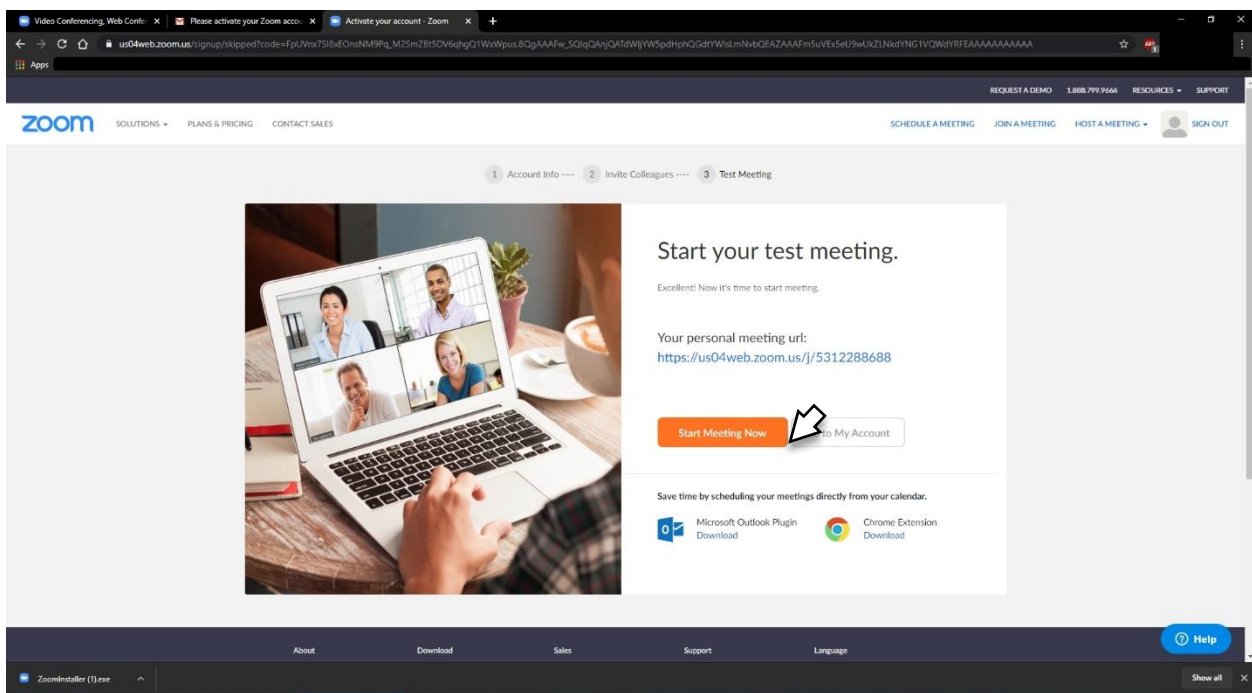 Video Conferencing, Web Confe
Please activate your Zoom accou
Activate your account - Zoom
Apps
REQUEST A DEMO 1.888.799.9666 RESOURCES SUPPORT
zoom SOLUTIONS PLANS & PRICING CONTACT SALES SCHEDULE A MEETING JOIN A MEETING HOST A MEETING SIGN OUT
1 Account Info ---- 2 Invite Colleagues ---- 3 Test Meeting
Start your test meeting.
Excellent! Now it's time to start meeting.
Your personal meeting url:
https://us04web.zoom.us/j/5312288688
Start Meeting Now to My Account
Save time by scheduling your meetings directly from your calendar.
Microsoft Outlook Plugin
Download
Chrome Extension
Download
Help
About Download Sales Support Language
ZoomInstaller (1).exe Show all